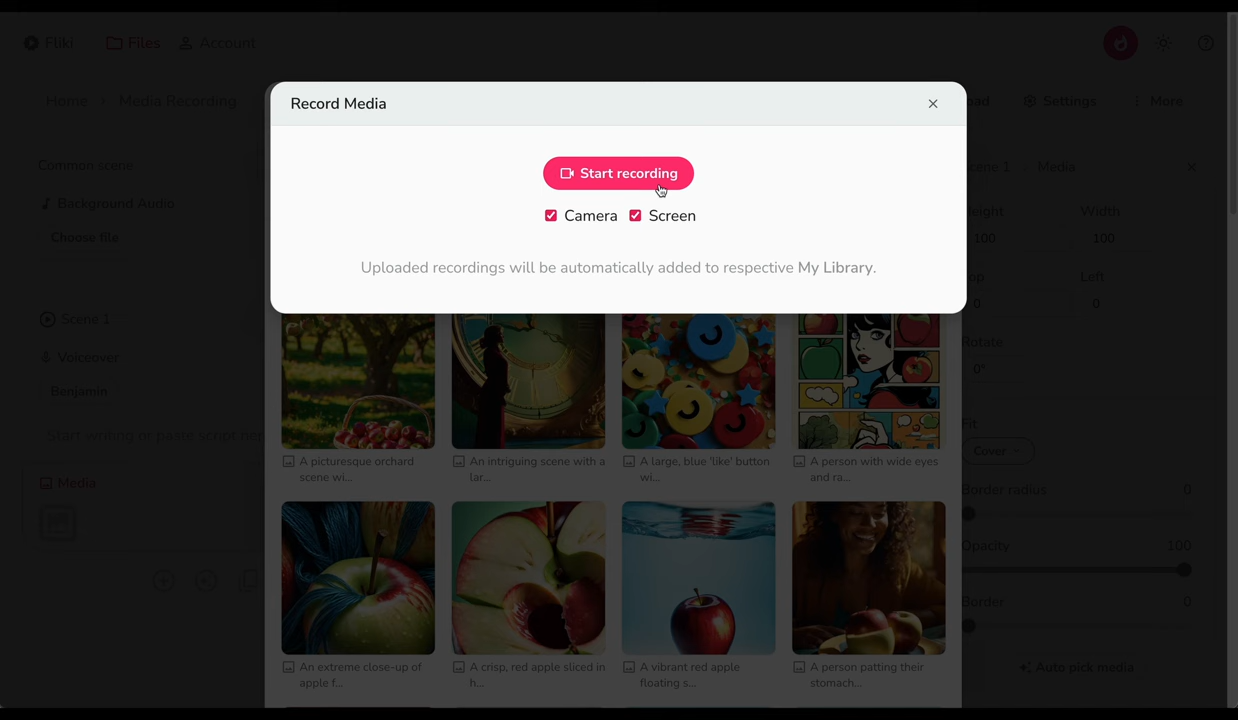 Fliki
Files
Account
Home > Media Recording
oad
Settings
More
Record Media
Start recording
Camera
Screen
Uploaded recordings will be automatically added to respective My Library.
Common scene
Background Audio
Choose file
Scene 1
Voiceover
Benjamin
Start writing or paste script her
Media
cene 1
Media
eight
Width
100
100
op
Left
0
0
Rotate
0°
Fit
Cover
Border radius
0
Opacity
100
Border
0
Auto pick media
A picturesque orchard
scene wi...
An intriguing scene with a
lar...
A large, blue 'like' button
wi...
A person with wide eyes
and ra...
An extreme close-up of
apple f...
A crisp, red apple sliced in
h...
A vibrant red apple
floating s...
A person patting their
stomach...